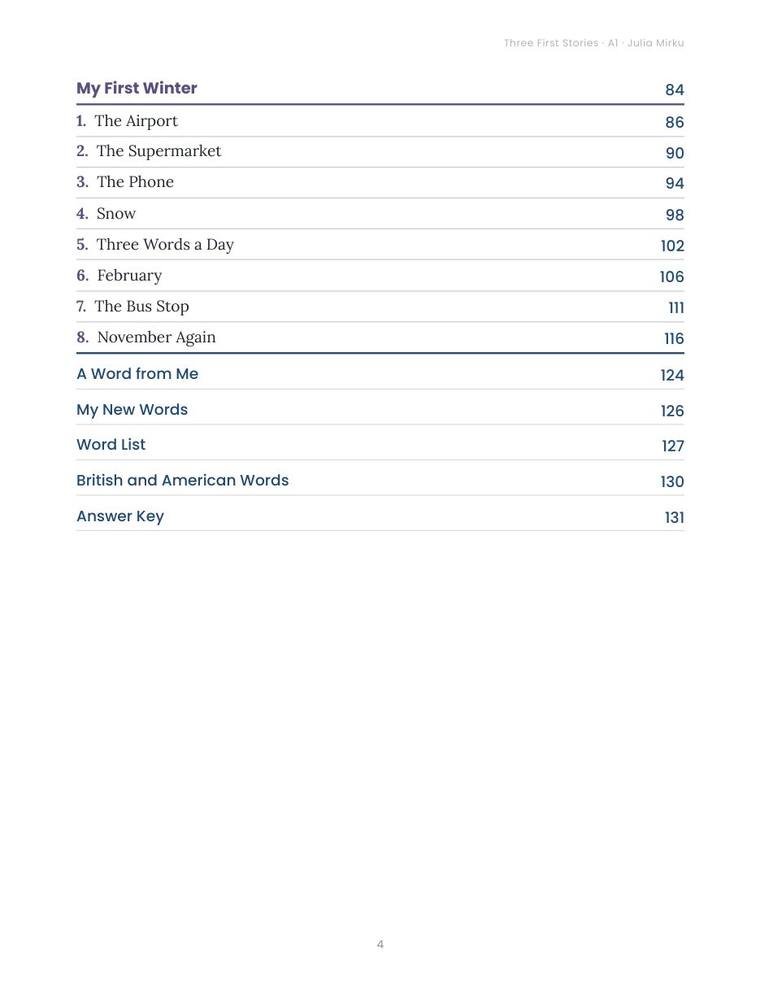 Three First Stories · A1 · Julia Mirku
My First Winter 84
1. The Airport 86
2. The Supermarket 90
3. The Phone 94
4. Snow 98
5. Three Words a Day 102
6. February 106
7. The Bus Stop 111
8. November Again 116
A Word from Me 124
My New Words 126
Word List 127
British and American Words 130
Answer Key 131
4